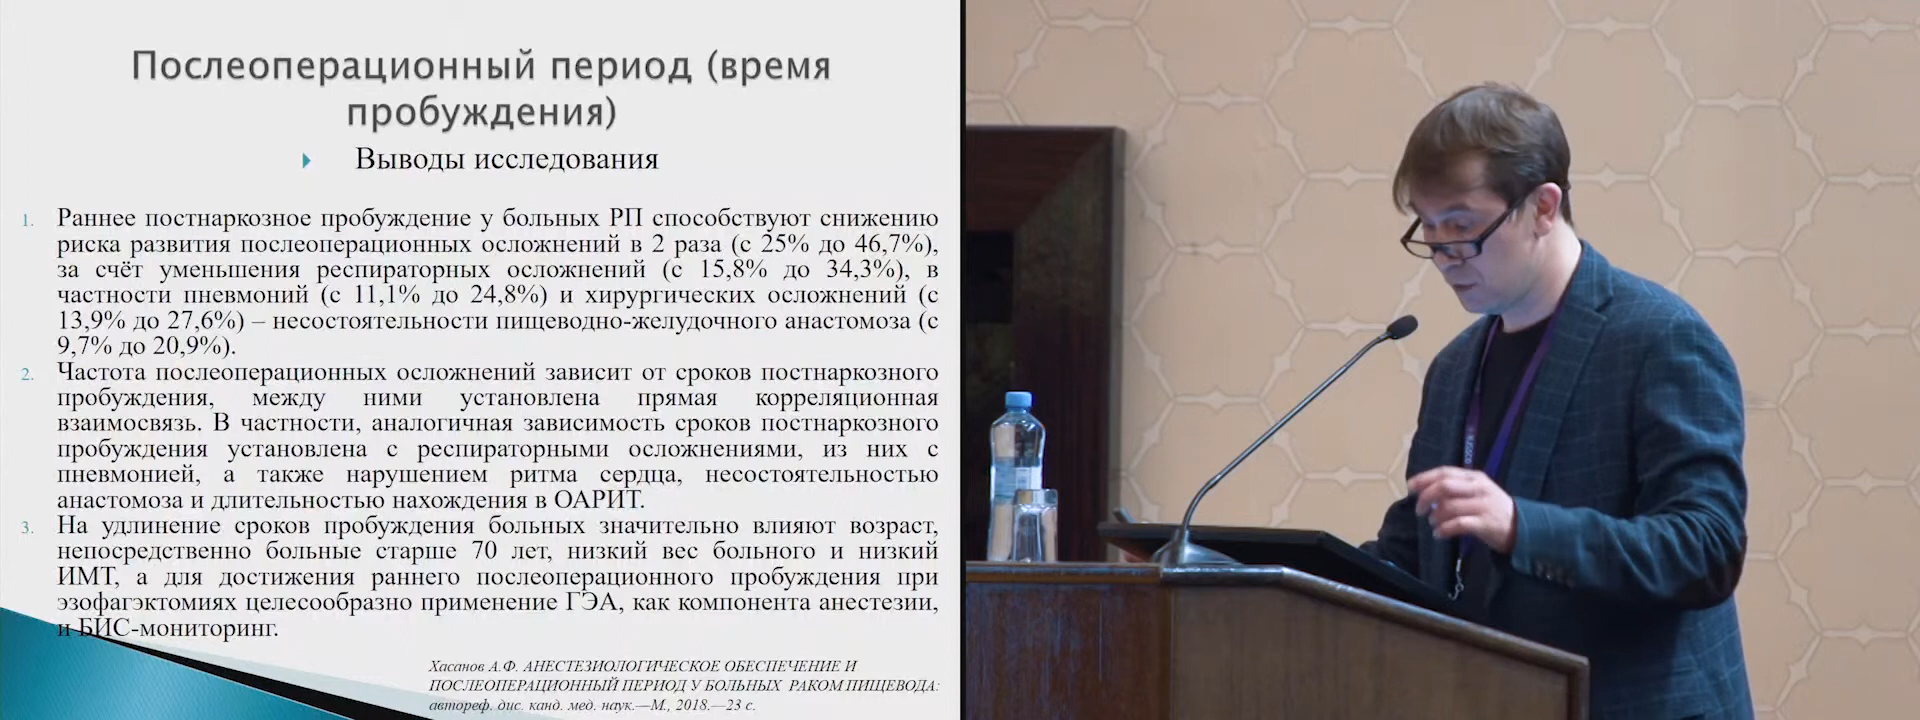 Послеоперационный период (время
пробуждения)
Выводы исследования
1. Раннее постнаркозное пробуждение у больных РП способствуют снижению
риска развития послеоперационных осложнений в 2 раза (с 25% до 46,7%),
за счёт уменьшения респираторных осложнений (с 15,8% до 34,3%), в
частности пневмоний (с 11,1% до 24,8%) и хирургических осложнений (с
13,9% до 27,6%) – несостоятельности пищеводно-желудочного анастомоза (с
9,7% до 20,9%).
2. Частота послеоперационных осложнений зависит от сроков постнаркозного
пробуждения, между ними установлена прямая корреляционная
взаимосвязь. В частности, аналогичная зависимость сроков постнаркозного
пробуждения установлена с респираторными осложнениями, из них с
пневмонией, а также нарушением ритма сердца, несостоятельностью
анастомоза и длительностью нахождения в ОАРИТ.
3. На удлинение сроков пробуждения больных значительно влияют возраст,
непосредственно больные старше 70 лет, низкий вес больного и низкий
ИМТ, а для достижения раннего послеоперационного пробуждения при
эзофагэктомиях целесообразно применение ГЭА, как компонента анестезии,
и БИС-мониторинг.
Хасанов А.Ф. АНЕСТЕЗИОЛОГИЧЕСКОЕ ОБЕСПЕЧЕНИЕ И
ПОСЛЕОПЕРАЦИОННЫЙ ПЕРИОД У БОЛЬНЫХ РАКОМ ПИЩЕВОДА:
автореф. дис. канд. мед. наук.—М., 2018.—23 с.